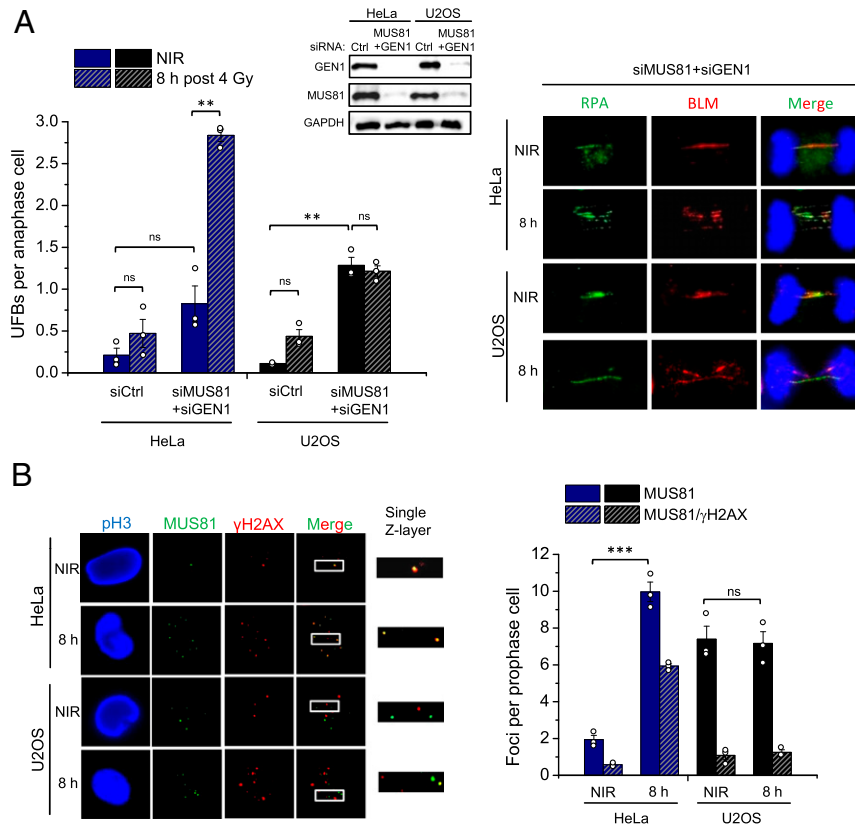 A
NIR
8 h post 4 Gy
HeLa U2OS
siRNA: Ctrl MUS81 +GEN1 Ctrl MUS81 +GEN1
GEN1
MUS81
GAPDH
UFBs per anaphase cell
3.0
2.5
2.0
1.5
1.0
0.5
0.0
**
ns
ns
ns
**
ns
siCtrl siMUS81 +siGEN1 siCtrl siMUS81 +siGEN1
HeLa U2OS
siMUS81+siGEN1
RPA BLM Merge
HeLa
NIR
8 h
U2OS
NIR
8 h
B
pH3 MUS81 γH2AX Merge Single
Z-layer
HeLa
NIR
8 h
U2OS
NIR
8 h
MUS81
MUS81/γH2AX
Foci per prophase cell
12
10
8
6
4
2
0
***
ns
NIR 8 h NIR 8 h
HeLa U2OS